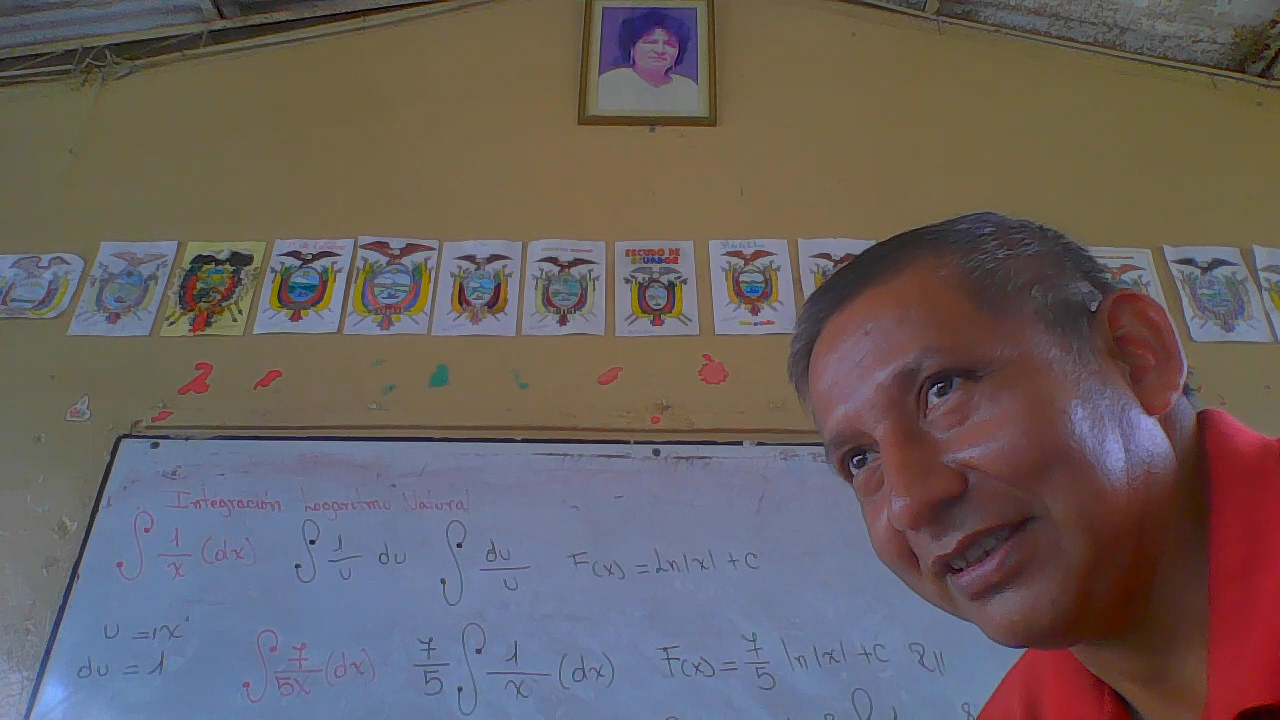 ESCUDO DE
ECUADOR
Integración Logaritmo Natural
∫ 1/x (dx) ∫ 1/u du ∫ du/u F(x) = Ln|x| + C
u = 1x¹
du = 1
∫ 7/5x (dx) 7/5 ∫ 1/x (dx) F(x) = 7/5 ln|x| + C R//